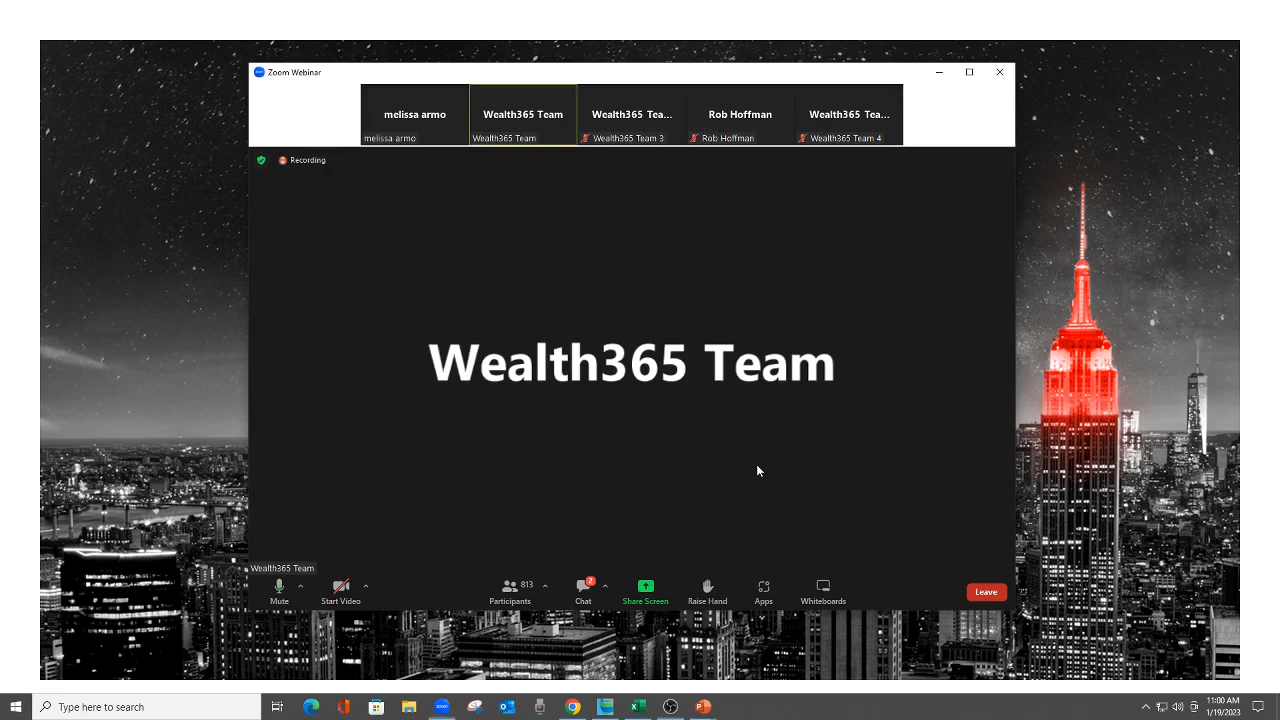 Zoom Webinar
melissa armo
Wealth365 Team
Wealth365 Tea...
Rob Hoffman
Wealth365 Tea...
melissa armo
Wealth365 Team
Wealth365 Team 3
Rob Hoffman
Wealth365 Team 4
Recording
Wealth365 Team
Wealth365 Team
813
2
Mute
Start Video
Participants
Chat
Share Screen
Raise Hand
Apps
Whiteboards
Leave
Type here to search
11:00 AM
1/19/2023